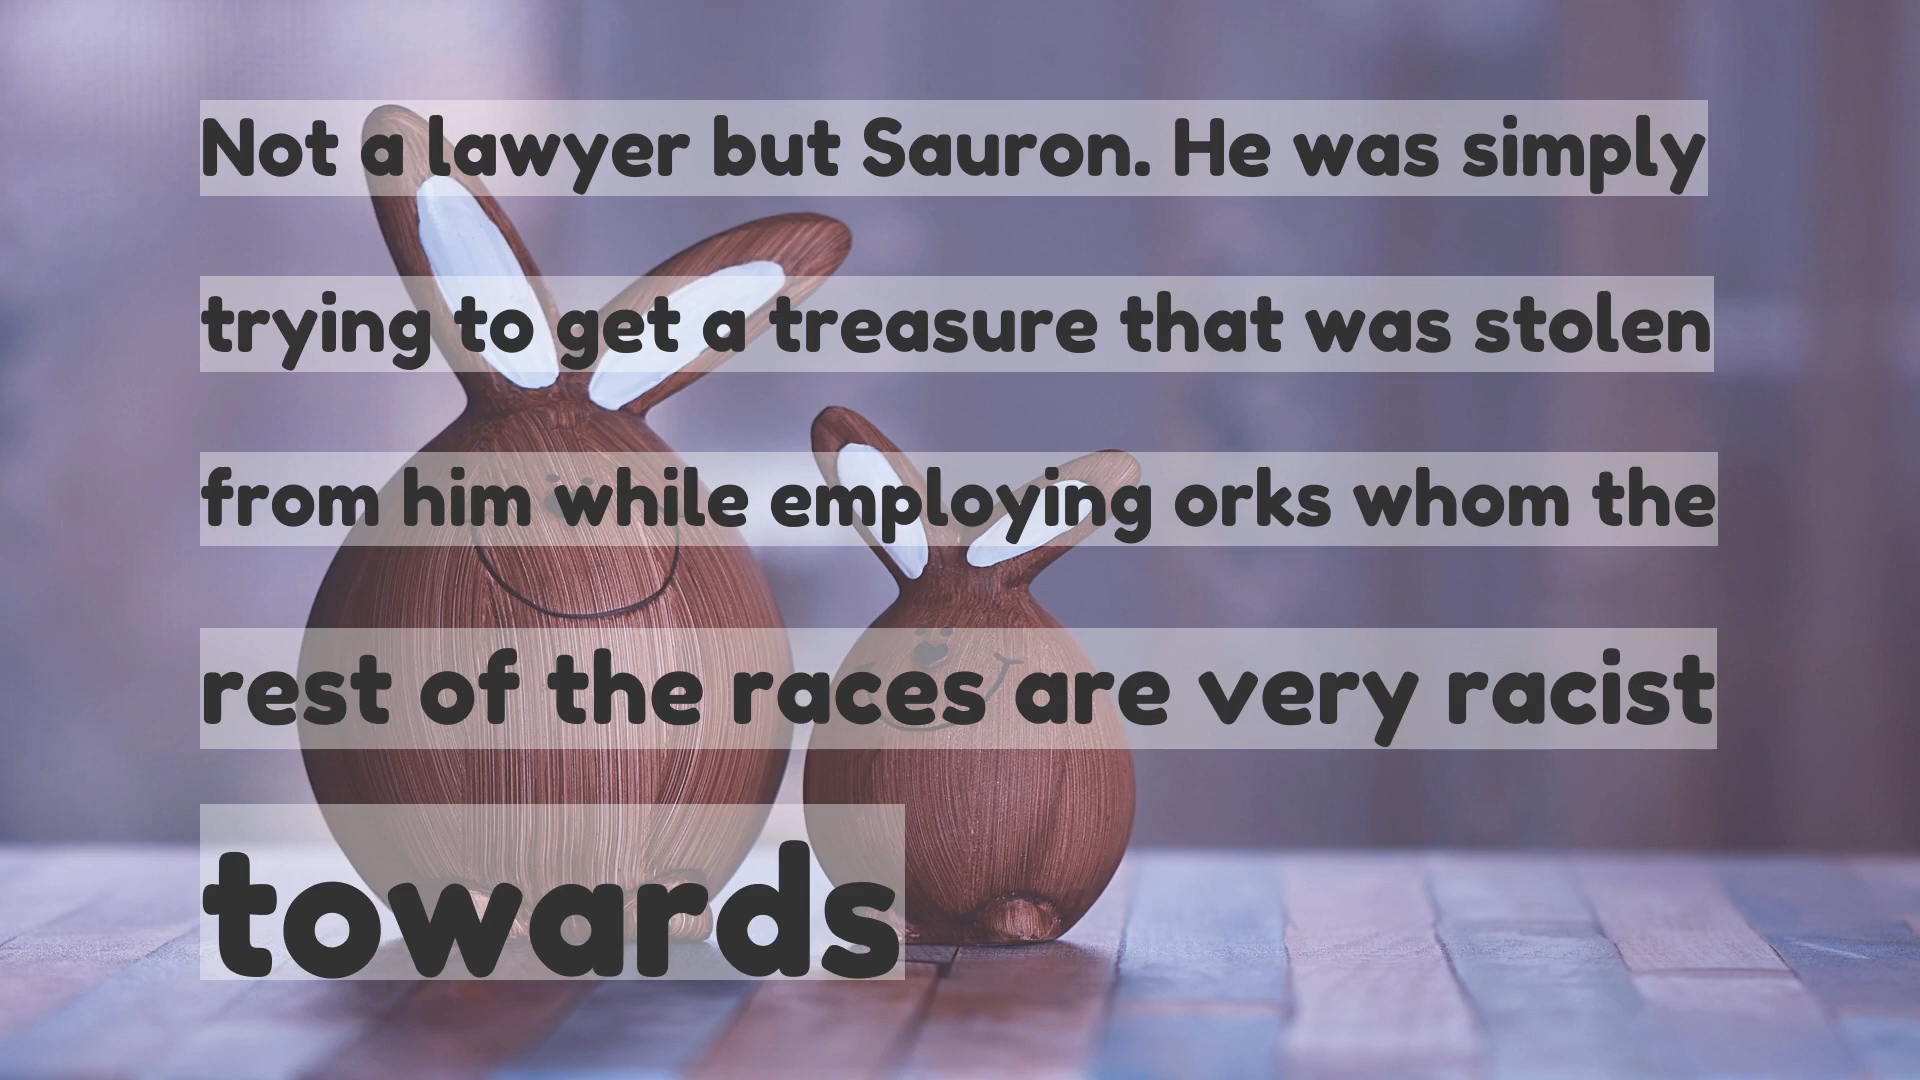 Not a lawyer but Sauron. He was simply
trying to get a treasure that was stolen
from him while employing orks whom the
rest of the races are very racist
towards